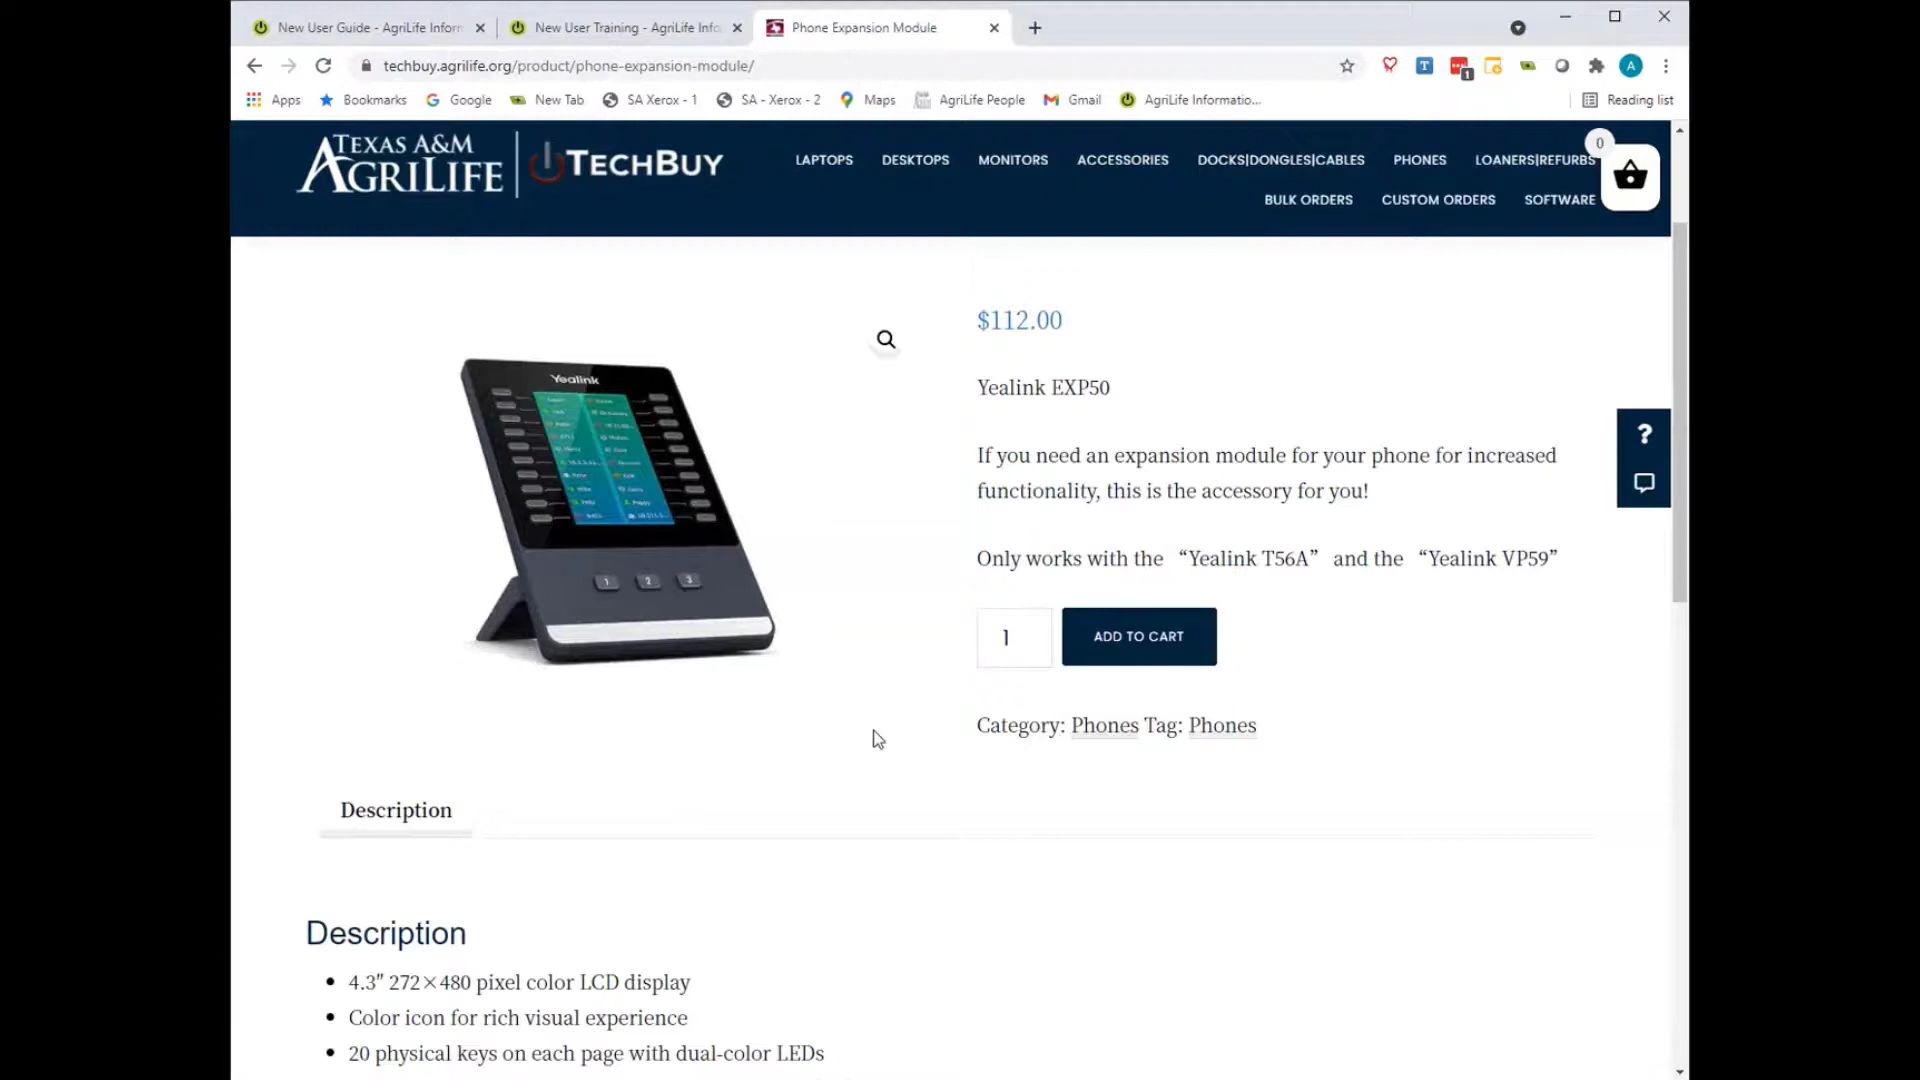 New User Guide - AgriLife Inform
New User Training - AgriLife Info
Phone Expansion Module
techbuy.agrilife.org/product/phone-expansion-module/
1
T
A
Apps
Bookmarks
Google
New Tab
SA Xerox - 1
SA - Xerox - 2
Maps
AgriLife People
Gmail
AgriLife Informatio...
Reading list
TEXAS A&M
AGRILIFE
TECHBUY
LAPTOPS
DESKTOPS
MONITORS
ACCESSORIES
DOCKS|DONGLES|CABLES
PHONES
LOANERS|REFURBS
0
BULK ORDERS
CUSTOM ORDERS
SOFTWARE
$112.00
Yealink
Yealink EXP50
If you need an expansion module for your phone for increased
functionality, this is the accessory for you!
?
Only works with the “Yealink T56A” and the “Yealink VP59”
1 2 3
1
ADD TO CART
Category: Phones Tag: Phones
Description
Description
• 4.3″ 272×480 pixel color LCD display
• Color icon for rich visual experience
• 20 physical keys on each page with dual-color LEDs